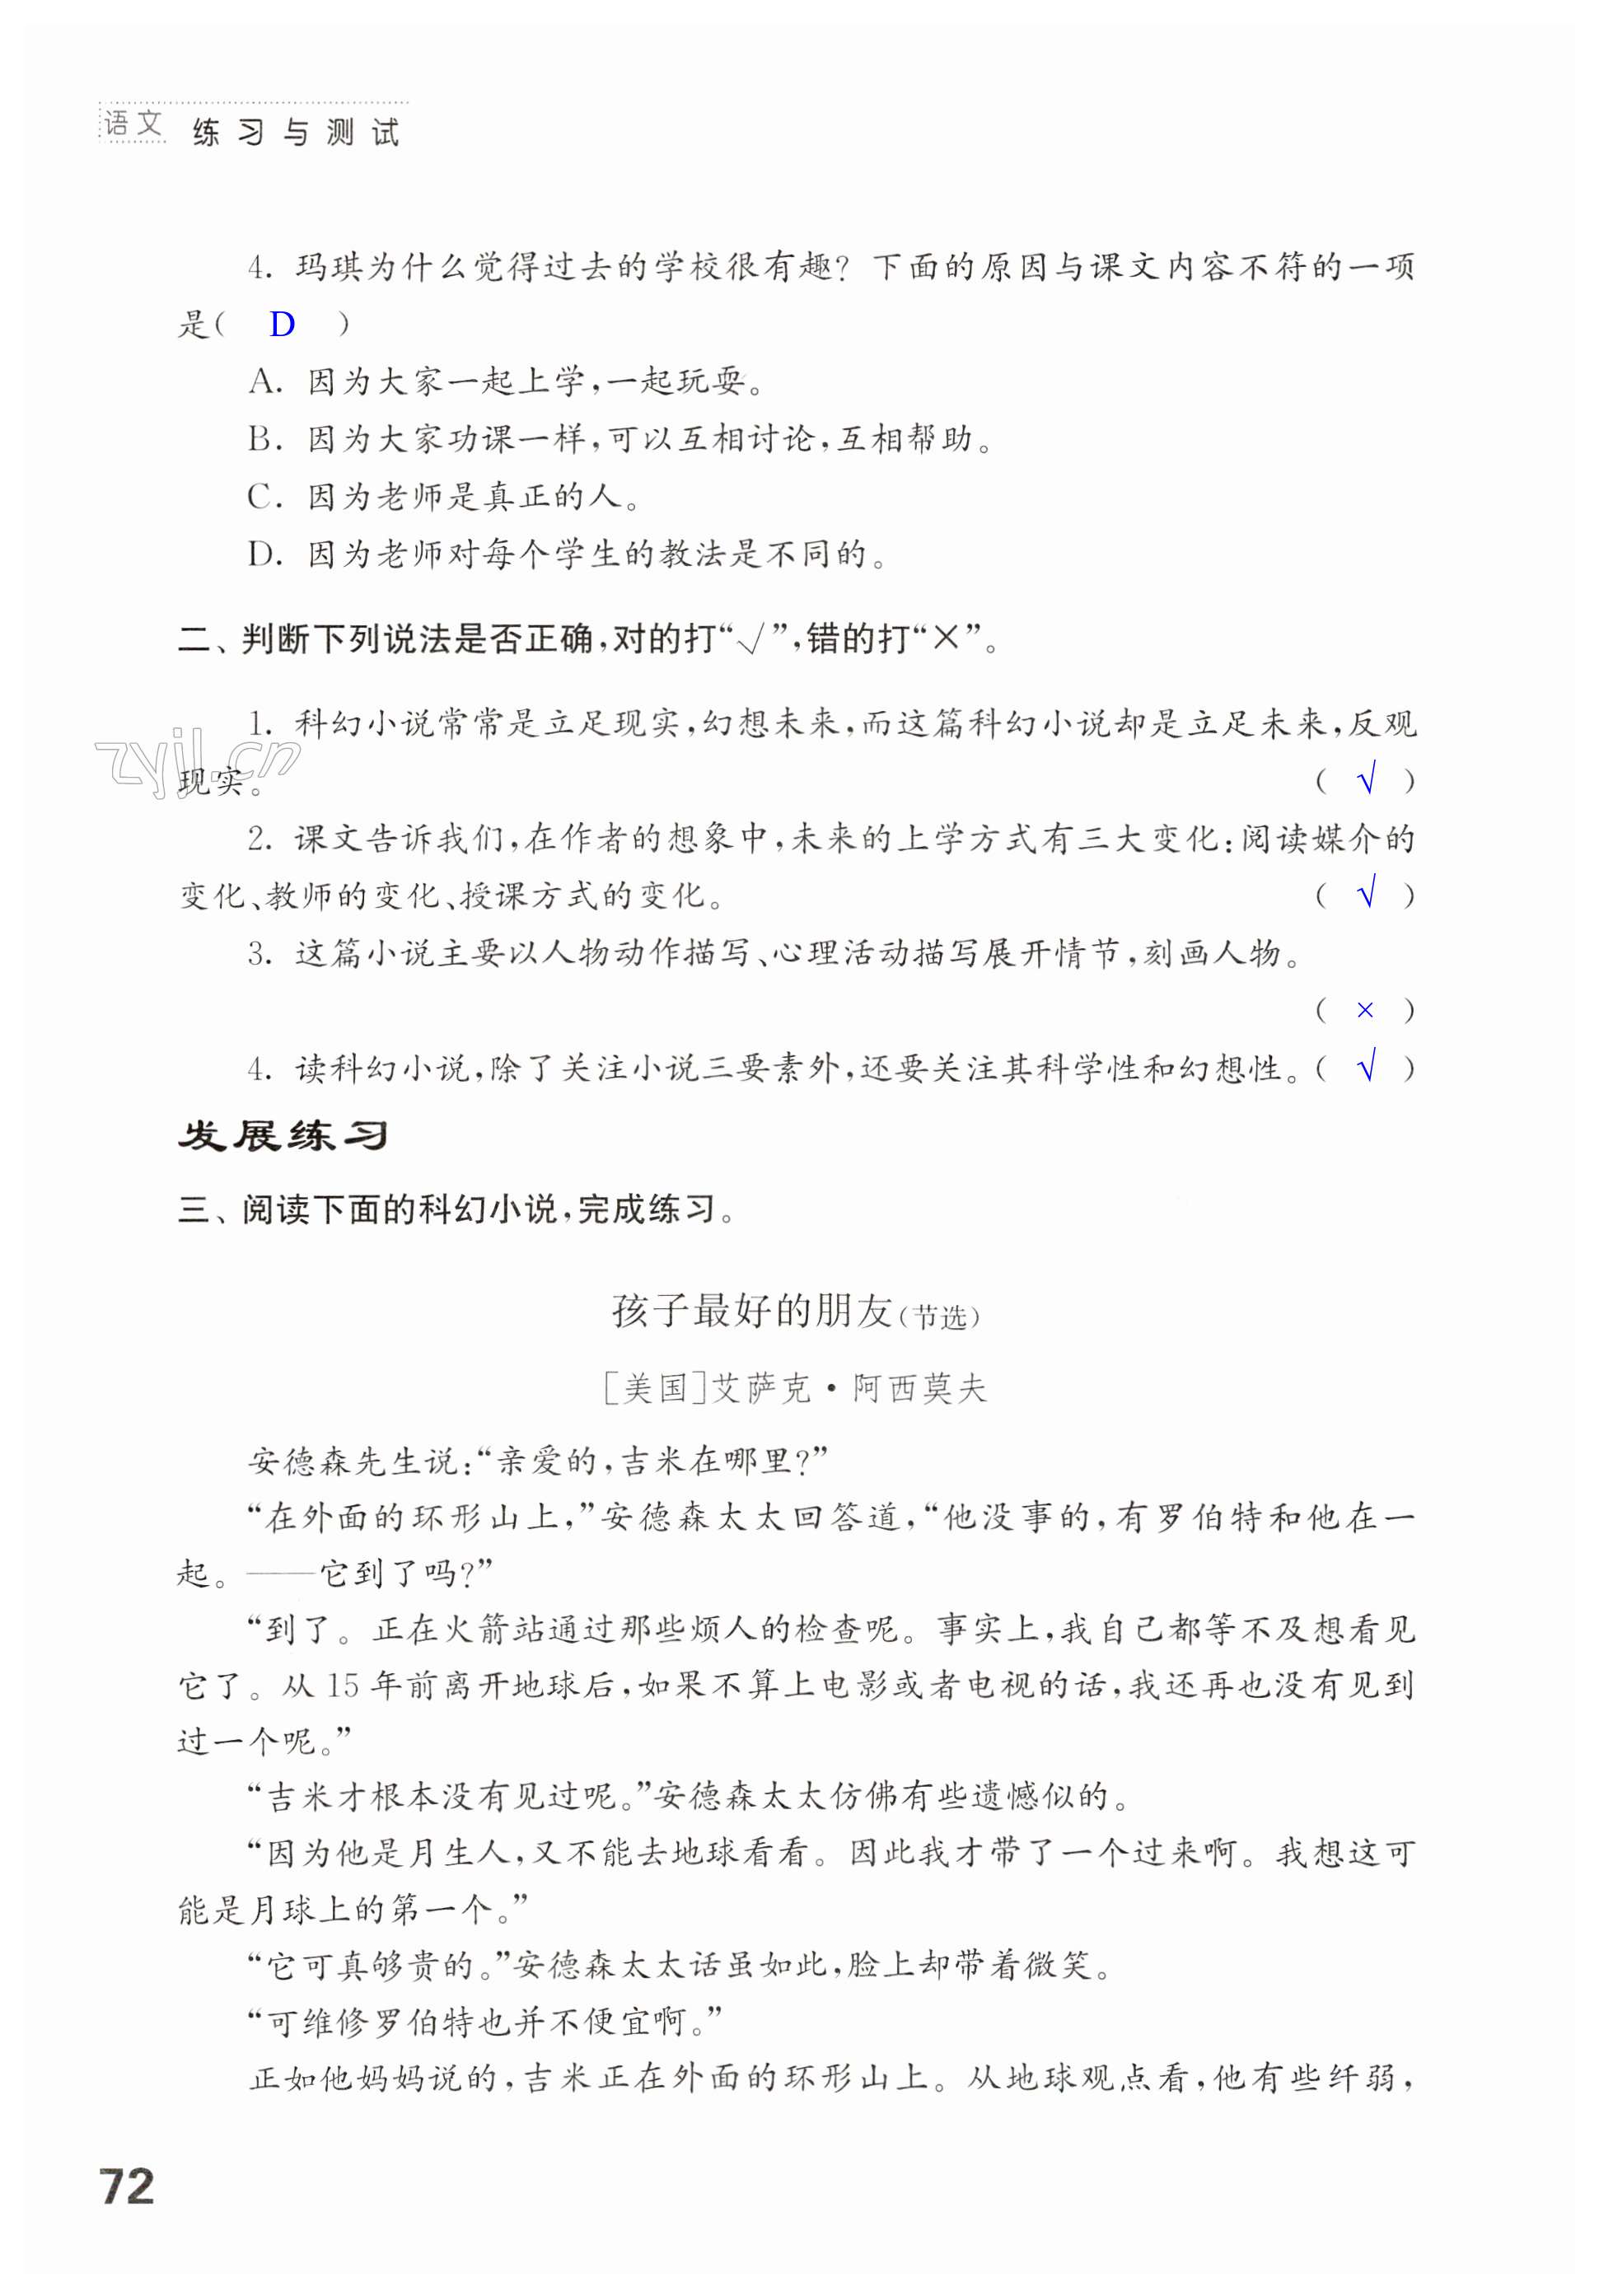 语文 练习与测试
4. 玛琪为什么觉得过去的学校很有趣？下面的原因与课文内容不符的一项
是( D )
A. 因为大家一起上学,一起玩耍。
B. 因为大家功课一样,可以互相讨论,互相帮助。
C. 因为老师是真正的人。
D. 因为老师对每个学生的教法是不同的。
二、判断下列说法是否正确,对的打“√”,错的打“×”。
1. 科幻小说常常是立足现实,幻想未来,而这篇科幻小说却是立足未来,反观
zyjl.cn
现实。 ( √ )
2. 课文告诉我们,在作者的想象中,未来的上学方式有三大变化:阅读媒介的
变化、教师的变化、授课方式的变化。 ( √ )
3. 这篇小说主要以人物动作描写、心理活动描写展开情节,刻画人物。
( × )
4. 读科幻小说,除了关注小说三要素外,还要关注其科学性和幻想性。( √ )
发展练习
三、阅读下面的科幻小说,完成练习。
孩子最好的朋友(节选)
[美国]艾萨克·阿西莫夫
安德森先生说:“亲爱的,吉米在哪里?”
“在外面的环形山上,”安德森太太回答道,“他没事的,有罗伯特和他在一
起。——它到了吗?”
“到了。正在火箭站通过那些烦人的检查呢。事实上,我自己都等不及想看见
它了。从 15 年前离开地球后,如果不算上电影或者电视的话,我还再也没有见到
过一个呢。”
“吉米才根本没有见过呢。”安德森太太仿佛有些遗憾似的。
“因为他是月生人,又不能去地球看看。因此我才带了一个过来啊。我想这可
能是月球上的第一个。”
“它可真够贵的。”安德森太太话虽如此,脸上却带着微笑。
“可维修罗伯特也并不便宜啊。”
正如他妈妈说的,吉米正在外面的环形山上。从地球观点看,他有些纤弱,
72